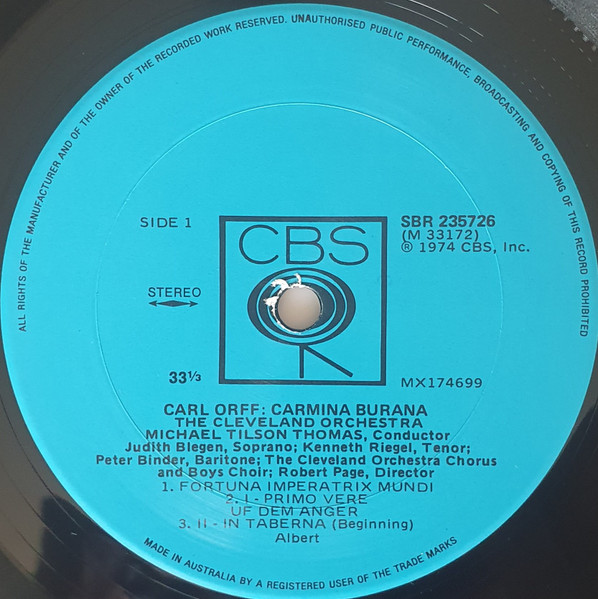 ALL RIGHTS OF THE MANUFACTURER AND OF THE OWNER OF THE RECORDED WORK RESERVED. UNAUTHORISED PUBLIC PERFORMANCE, BROADCASTING AND COPYING OF THIS RECORD PROHIBITED
SIDE 1
CBS
SBR 235726
(M 33172)
℗ 1974 CBS, Inc.
STEREO
33⅓
MX174699
CARL ORFF: CARMINA BURANA
THE CLEVELAND ORCHESTRA
MICHAEL TILSON THOMAS, Conductor
Judith Blegen, Soprano; Kenneth Riegel, Tenor;
Peter Binder, Baritone; The Cleveland Orchestra Chorus
and Boys Choir; Robert Page, Director
1. FORTUNA IMPERATRIX MUNDI
2. I - PRIMO VERE
UF DEM ANGER
3. II - IN TABERNA (Beginning)
Albert
MADE IN AUSTRALIA BY A REGISTERED USER OF THE TRADE MARKS